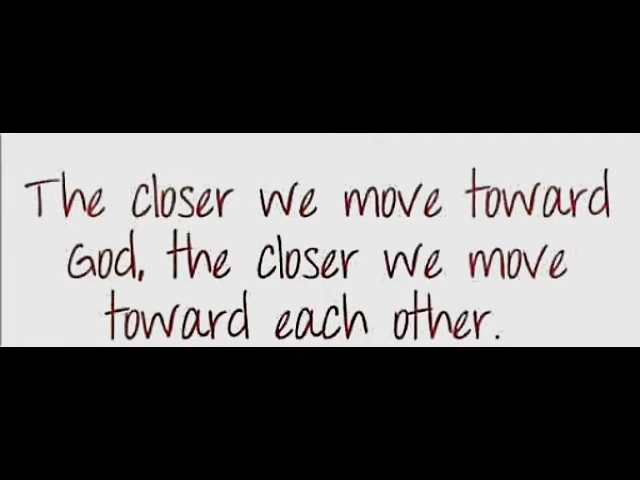 The closer we move toward
God, the closer we move
toward each other.